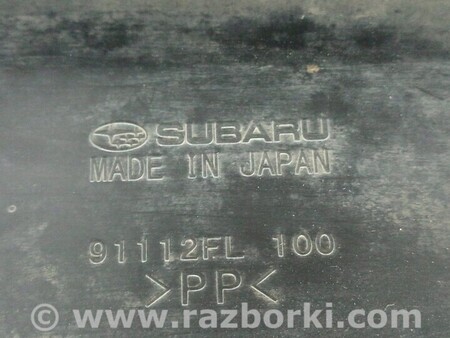 SUBARU
MADE IN JAPAN
91112FL 100
>PP<
© www.razborki.com